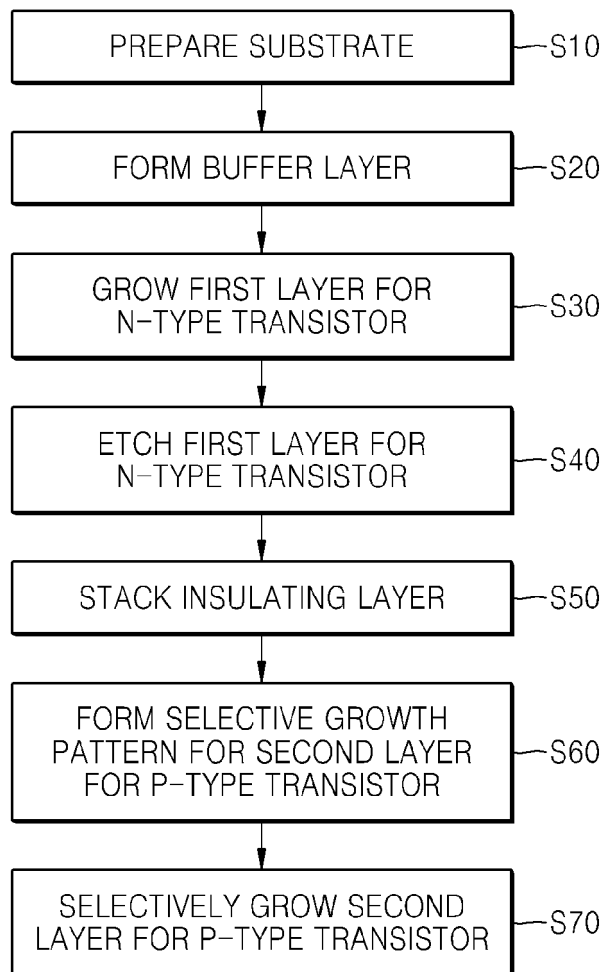 PREPARE SUBSTRATE
S10
FORM BUFFER LAYER
S20
GROW FIRST LAYER FOR
N-TYPE TRANSISTOR
S30
ETCH FIRST LAYER FOR
N-TYPE TRANSISTOR
S40
STACK INSULATING LAYER
S50
FORM SELECTIVE GROWTH
PATTERN FOR SECOND LAYER
FOR P-TYPE TRANSISTOR
S60
SELECTIVELY GROW SECOND
LAYER FOR P-TYPE TRANSISTOR
S70